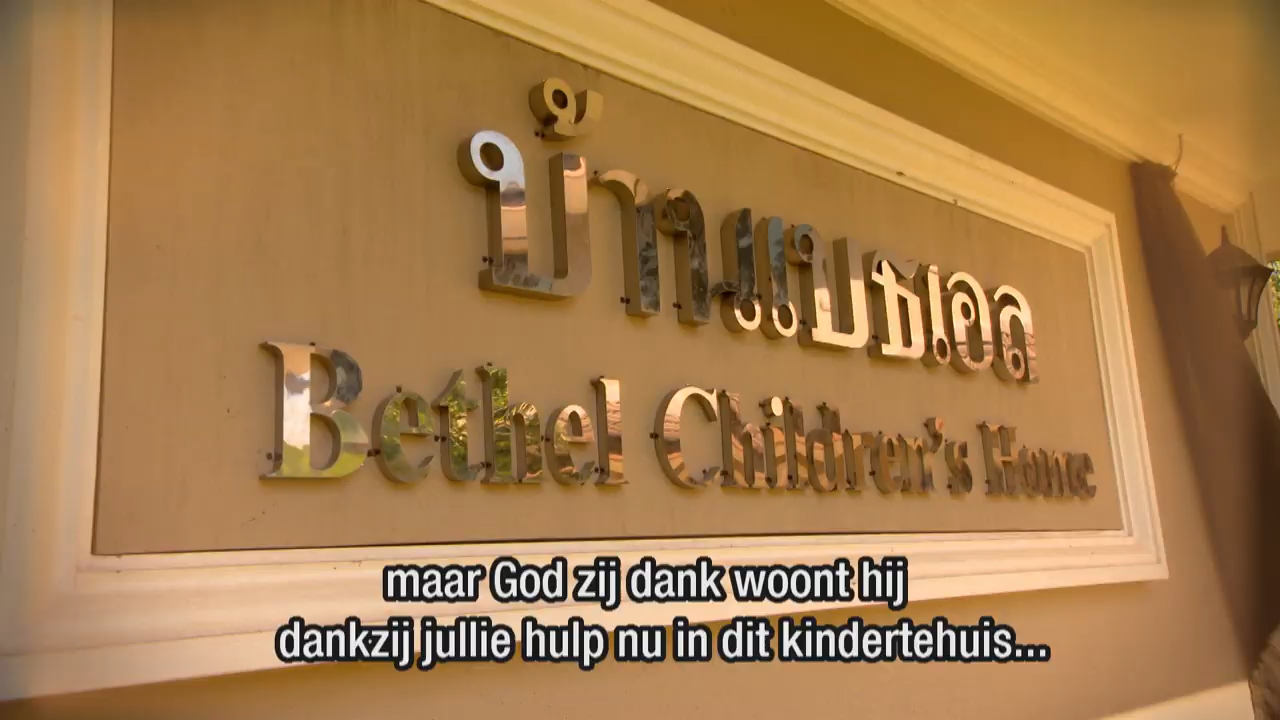 บ้านเบธเอล
Bethel Children's Home
maar God zij dank woont hij
dankzij jullie hulp nu in dit kindertehuis...